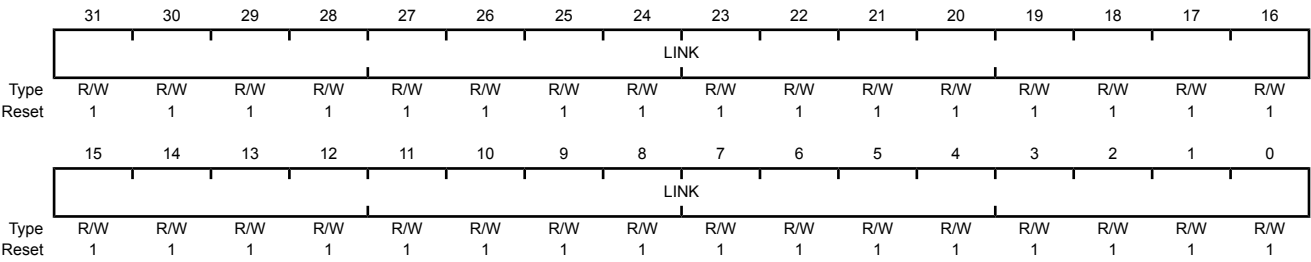 31 30 29 28 27 26 25 24 23 22 21 20 19 18 17 16
LINK
Type R/W R/W R/W R/W R/W R/W R/W R/W R/W R/W R/W R/W R/W R/W R/W R/W
Reset 1 1 1 1 1 1 1 1 1 1 1 1 1 1 1 1
15 14 13 12 11 10 9 8 7 6 5 4 3 2 1 0
LINK
Type R/W R/W R/W R/W R/W R/W R/W R/W R/W R/W R/W R/W R/W R/W R/W R/W
Reset 1 1 1 1 1 1 1 1 1 1 1 1 1 1 1 1